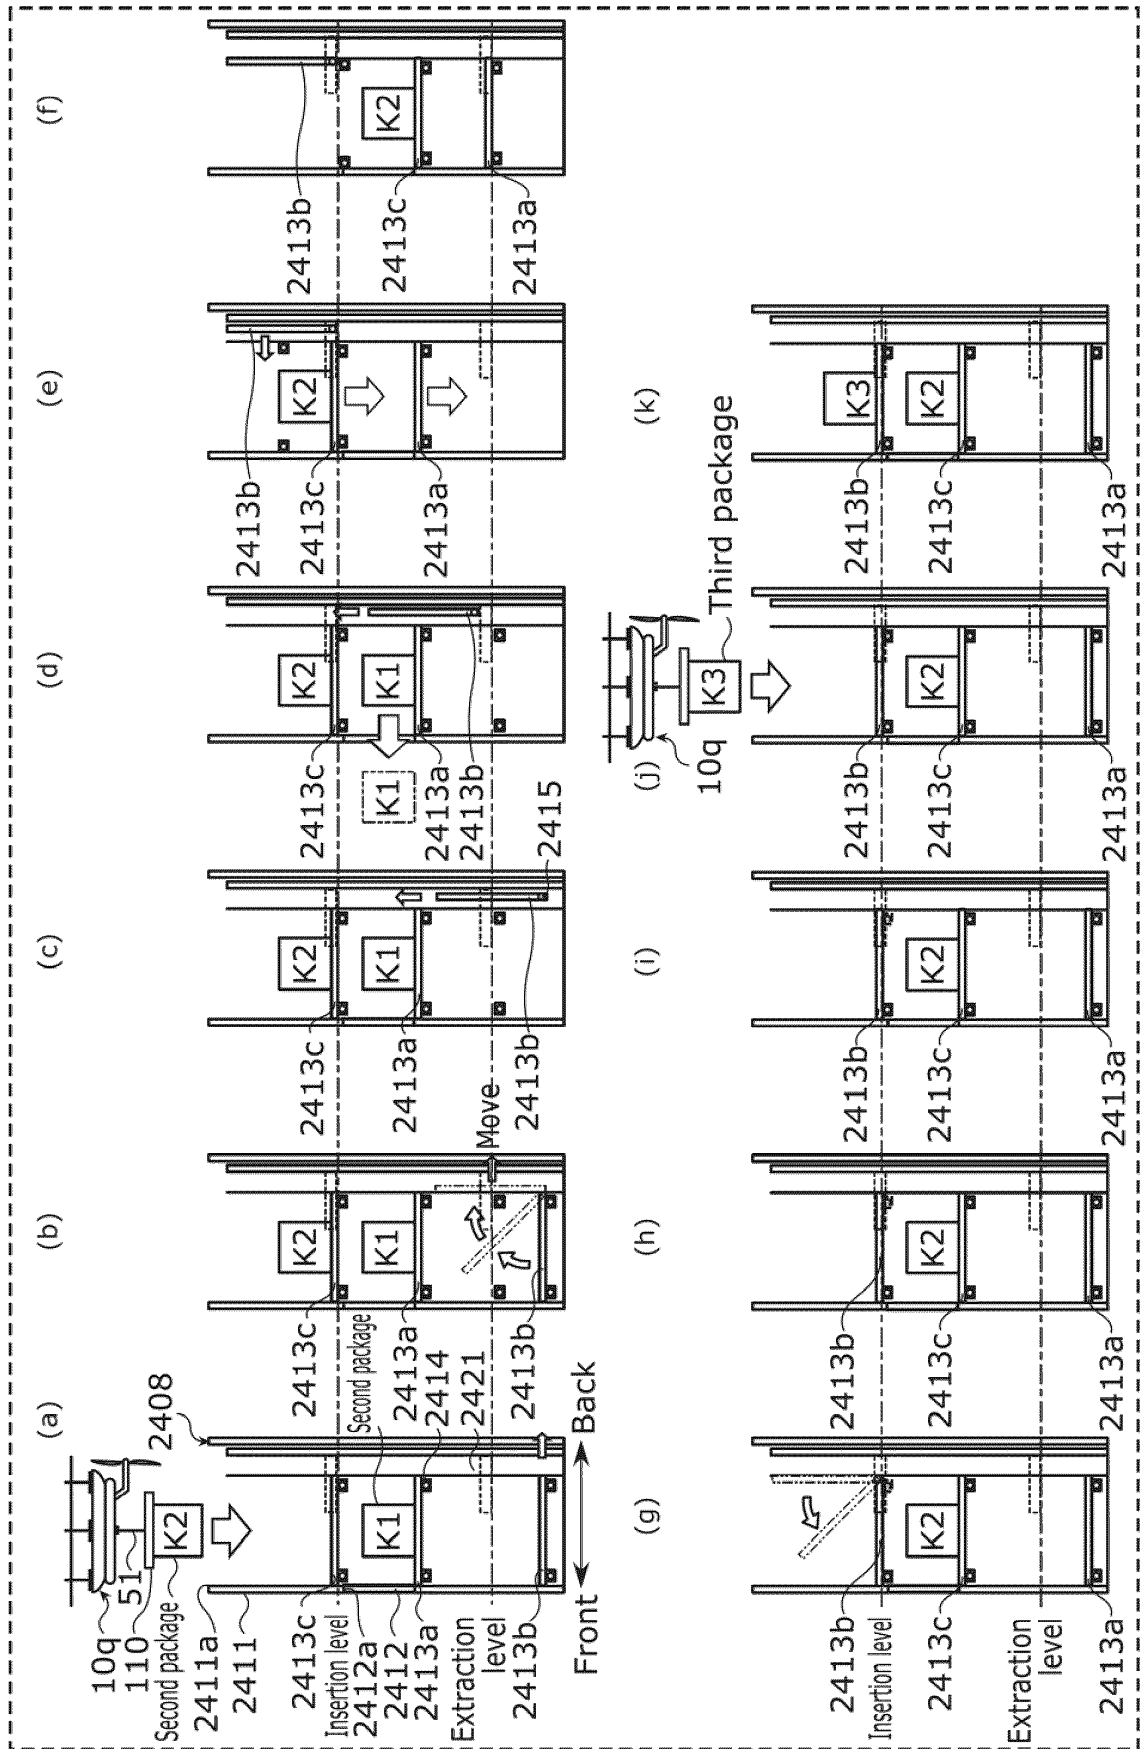 (a)
10q
110
51
Second package
K2
2408
2411a
2411
2413c
Insertion level
2412a
2412
2413a
Extraction
level
2413b
K1
Second package
2414
2421
Front
Back
(b)
K2
K1
2413c
2413a
2413b
Move
(c)
K2
K1
2413c
2413a
2413b
2415
(d)
K2
K1
K1
2413c
2413a
2413b
(e)
K2
2413b
2413c
2413a
(f)
K2
2413b
2413c
2413a
(g)
K2
2413b
Insertion level
2413c
Extraction
level
2413a
(h)
K2
2413b
2413c
2413a
(i)
K2
2413b
2413c
2413a
(j)
10q
K3
Third package
K2
2413b
2413c
2413a
(k)
K3
K2
2413b
2413c
2413a